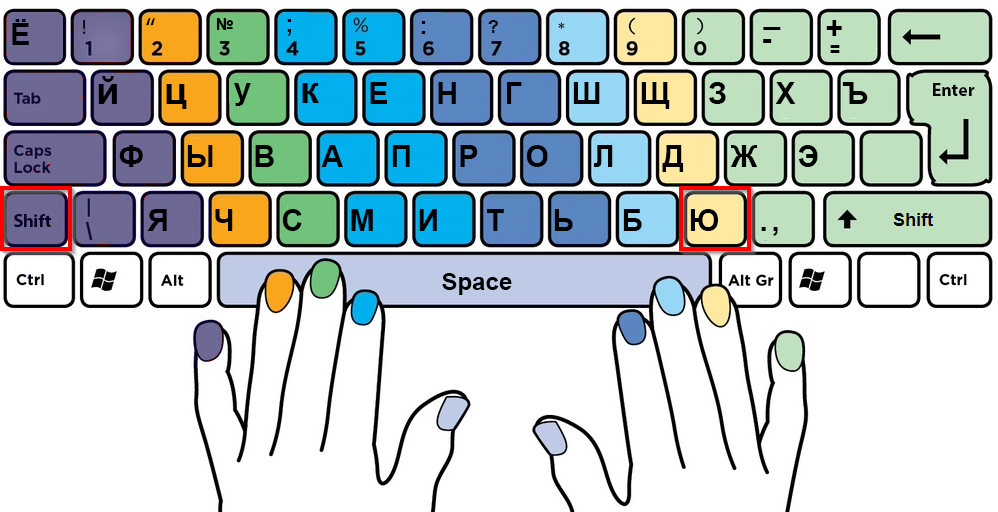 Ё ! 1 “ 2 № 3 ; 4 % 5 : 6 ? 7 * 8 ( 9 ) 0 — - + =
Tab Й Ц У К Е Н Г Ш Щ З Х Ъ Enter
Caps Lock Ф Ы В А П Р О Л Д Ж Э
Shift | \ Я Ч С М И Т Ь Б Ю . , Shift
Ctrl Alt Space Alt Gr Ctrl